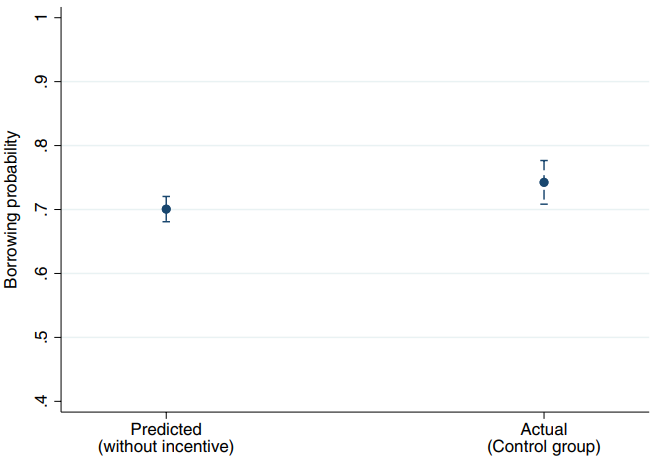 Borrowing probability
1
.9
.8
.7
.6
.5
.4
Predicted
(without incentive)
Actual
(Control group)